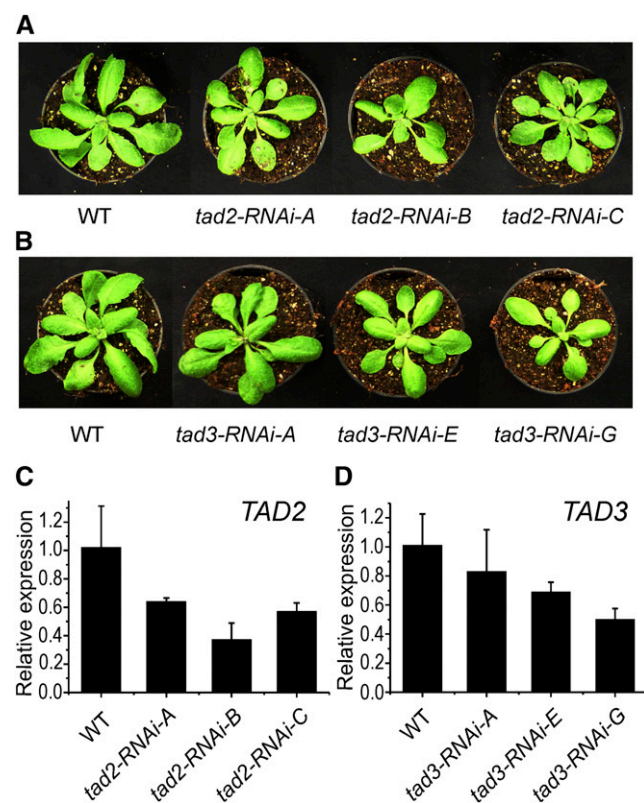 A
WT tad2-RNAi-A tad2-RNAi-B tad2-RNAi-C
B
WT tad3-RNAi-A tad3-RNAi-E tad3-RNAi-G
C
TAD2
Relative expression
1.2
1.0
0.8
0.6
0.4
0.2
0.0
WT tad2-RNAi-A tad2-RNAi-B tad2-RNAi-C
D
TAD3
Relative expression
1.2
1.0
0.8
0.6
0.4
0.2
0.0
WT tad3-RNAi-A tad3-RNAi-E tad3-RNAi-G